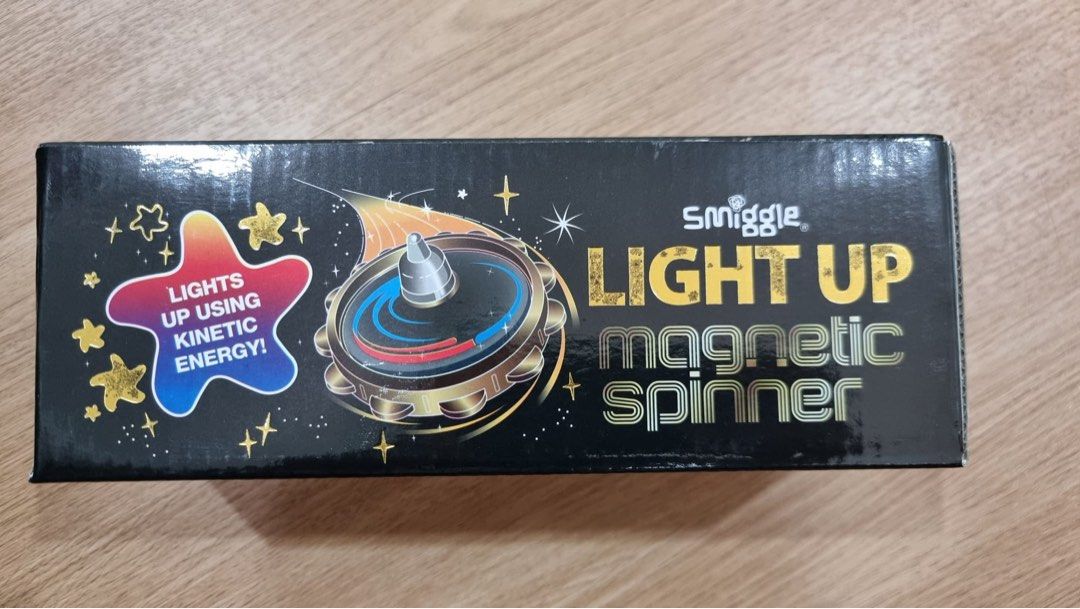 LIGHTS
UP USING
KINETIC
ENERGY!
smiggle®
LIGHT UP
magnetic
spinner